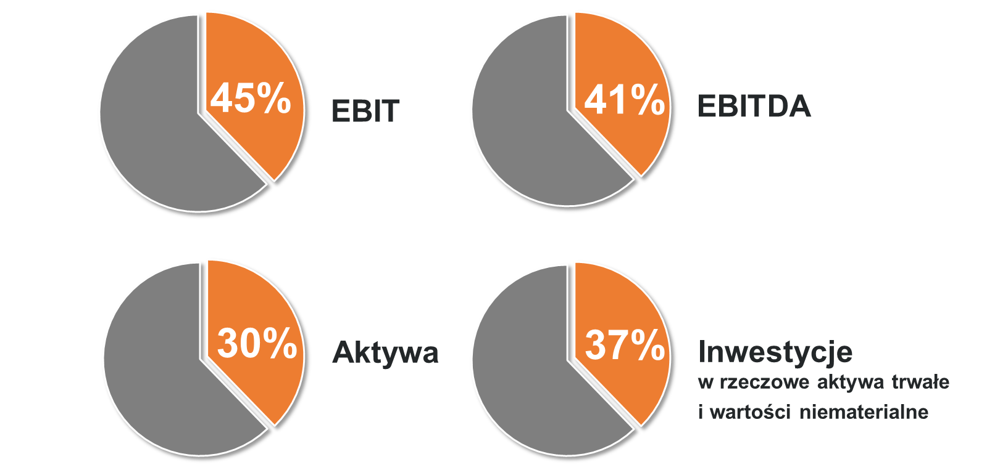 45%
EBIT
41%
EBITDA
30%
Aktywa
37%
Inwestycje
w rzeczowe aktywa trwałe
i wartości niematerialne